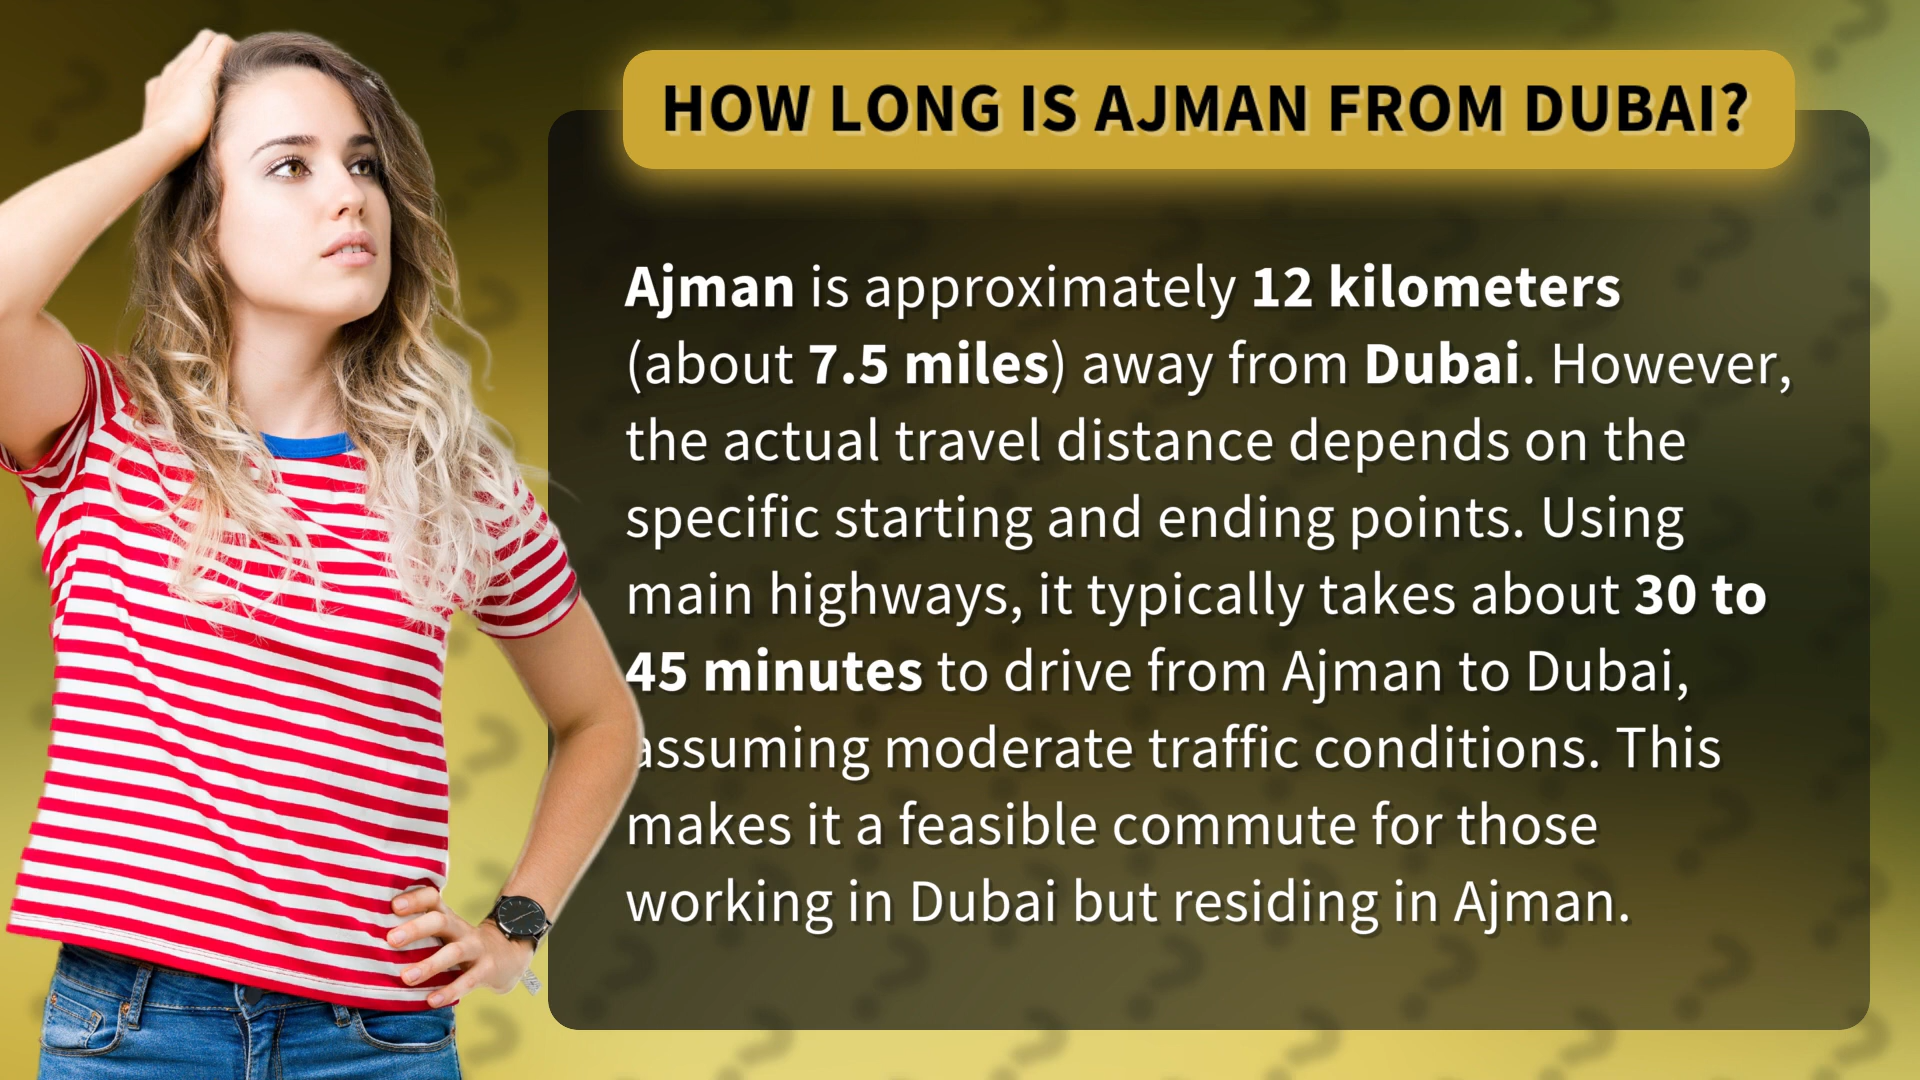 HOW LONG IS AJMAN FROM DUBAI?
Ajman is approximately 12 kilometers
(about 7.5 miles) away from Dubai. However,
the actual travel distance depends on the
specific starting and ending points. Using
main highways, it typically takes about 30 to
45 minutes to drive from Ajman to Dubai,
assuming moderate traffic conditions. This
makes it a feasible commute for those
working in Dubai but residing in Ajman.